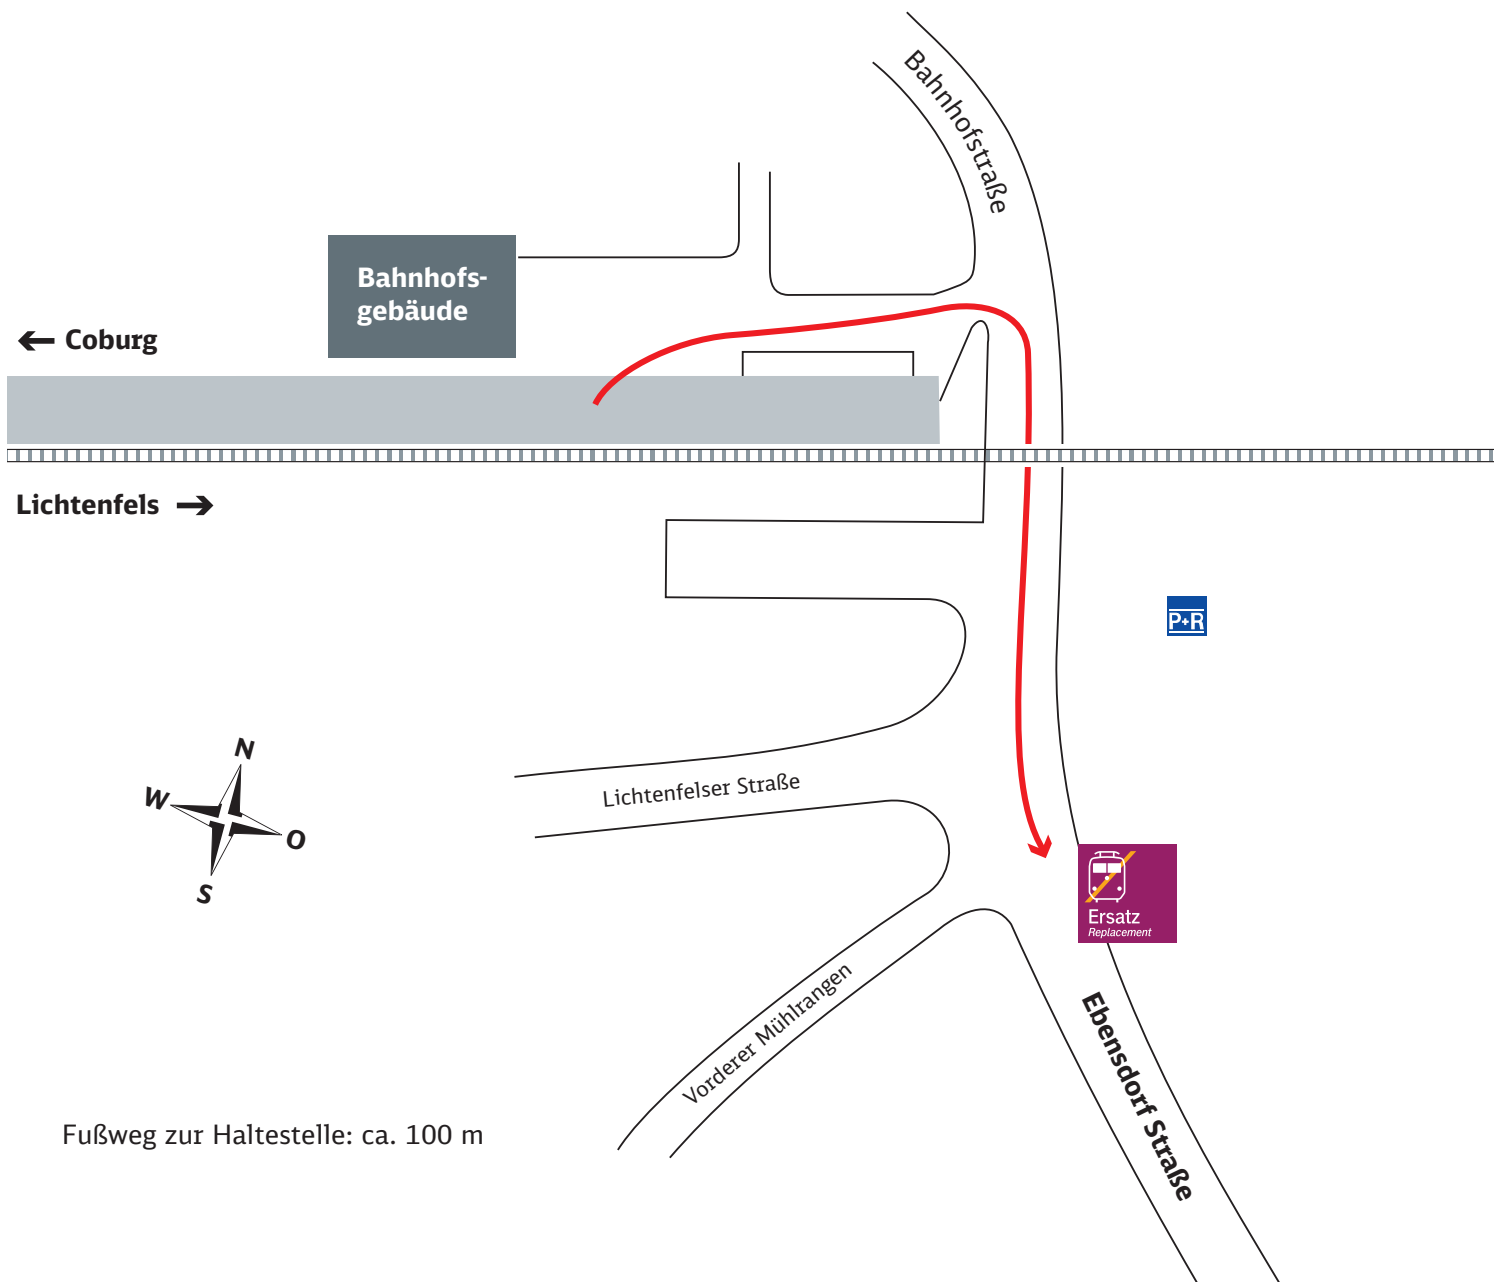 Bahnhofstraße
Bahnhofs-
gebäude
← Coburg
Lichtenfels →
P+R
N
W
O
S
Lichtenfelser Straße
Ersatz
Replacement
Vorderer Mühlrangen
Ebensdorf Straße
Fußweg zur Haltestelle: ca. 100 m